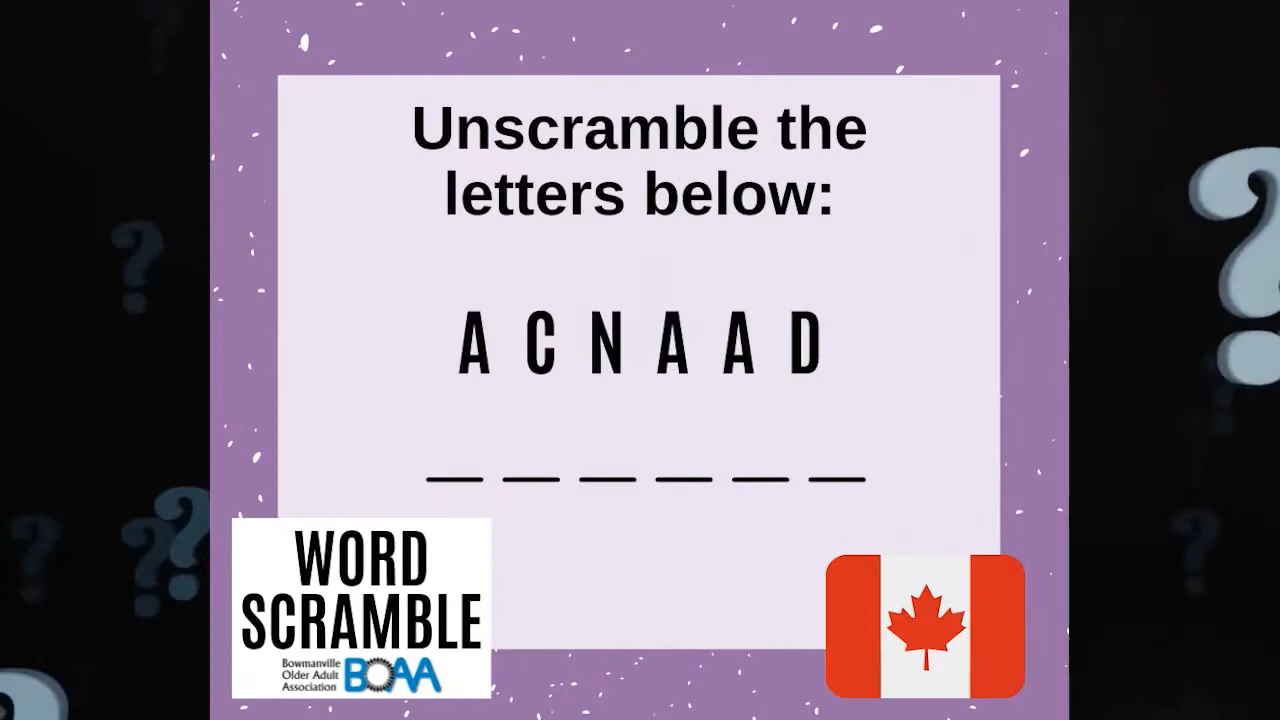 Unscramble the
letters below:
A C N A A D
WORD
SCRAMBLE
Bowmanville
Older Adult
Association
BOAA